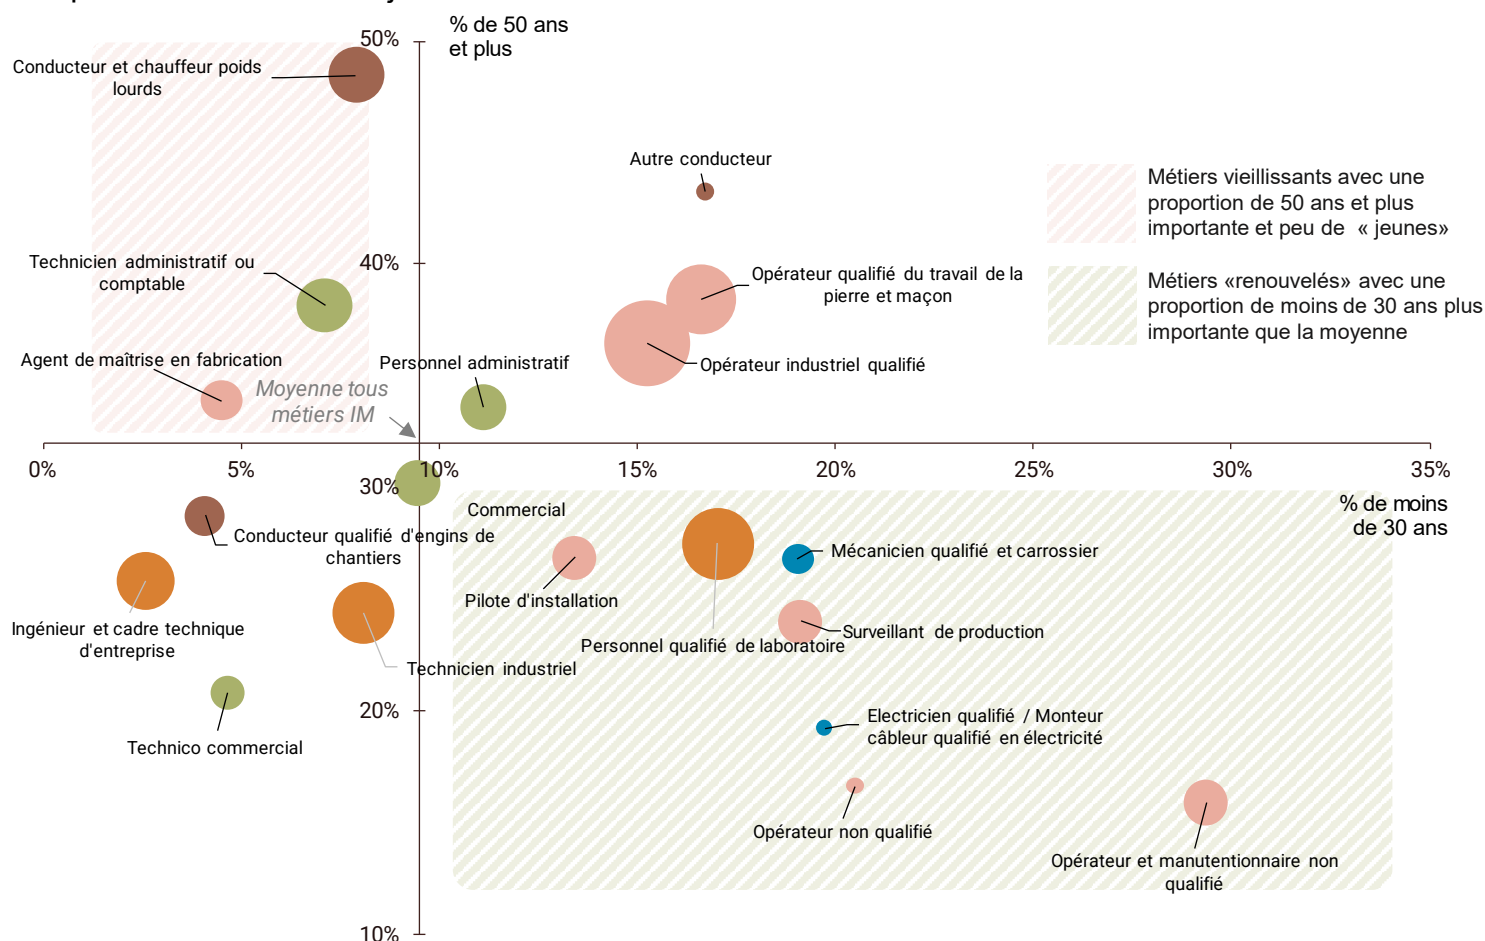 % de 50 ans
et plus
50%
Conducteur et chauffeur poids
lourds
Autre conducteur
Métiers vieillissants avec une
proportion de 50 ans et plus
importante et peu de « jeunes»
40%
Technicien administratif ou
comptable
Opérateur qualifié du travail de la
pierre et maçon
Métiers «renouvelés» avec une
proportion de moins de 30 ans plus
importante que la moyenne
Agent de maîtrise en fabrication
Personnel administratif
Opérateur industriel qualifié
Moyenne tous
métiers IM
0%
5%
10%
15%
20%
25%
30%
35%
30%
% de moins
de 30 ans
Commercial
Conducteur qualifié d'engins de
chantiers
Mécanicien qualifié et carrossier
Pilote d'installation
Ingénieur et cadre technique
d'entreprise
Surveillant de production
Personnel qualifié de laboratoire
Technicien industriel
20%
Electricien qualifié / Monteur
câbleur qualifié en électricité
Technico commercial
Opérateur non qualifié
Opérateur et manutentionnaire non
qualifié
10%